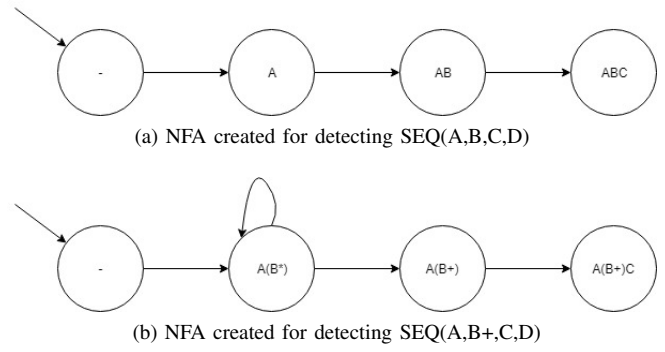 -
A
AB
ABC
(a) NFA created for detecting SEQ(A,B,C,D)
-
A(B*)
A(B+)
A(B+)C
(b) NFA created for detecting SEQ(A,B+,C,D)